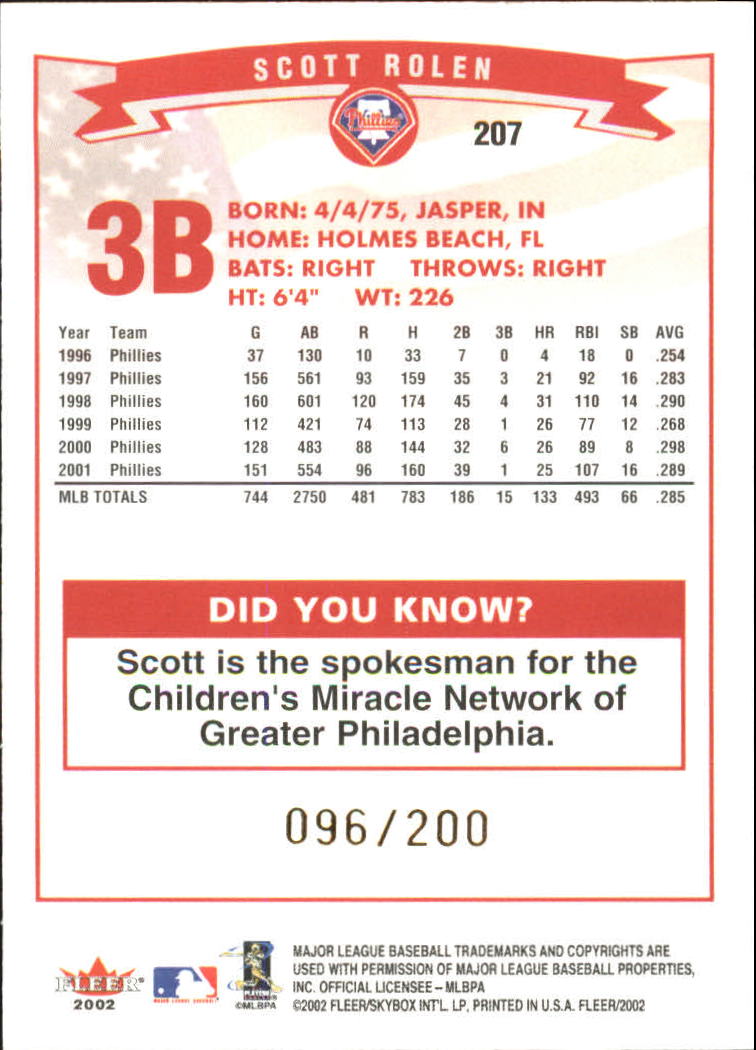 SCOTT ROLEN
Phillies
207
3B
BORN: 4/4/75, JASPER, IN
HOME: HOLMES BEACH, FL
BATS: RIGHT THROWS: RIGHT
HT: 6'4" WT: 226
Year Team G AB R H 2B 3B HR RBI SB AVG
1996 Phillies 37 130 10 33 7 0 4 18 0 .254
1997 Phillies 156 561 93 159 35 3 21 92 16 .283
1998 Phillies 160 601 120 174 45 4 31 110 14 .290
1999 Phillies 112 421 74 113 28 1 26 77 12 .268
2000 Phillies 128 483 88 144 32 6 26 89 8 .298
2001 Phillies 151 554 96 160 39 1 25 107 16 .289
MLB TOTALS 744 2750 481 783 186 15 133 493 66 .285
DID YOU KNOW?
Scott is the spokesman for the
Children's Miracle Network of
Greater Philadelphia.
096/200
FLEER
2002
MAJOR LEAGUE BASEBALL
©MLBPA
MAJOR LEAGUE BASEBALL TRADEMARKS AND COPYRIGHTS ARE
USED WITH PERMISSION OF MAJOR LEAGUE BASEBALL PROPERTIES,
INC. OFFICIAL LICENSEE – MLBPA
©2002 FLEER/SKYBOX INT'L. LP, PRINTED IN U.S.A. FLEER/2002